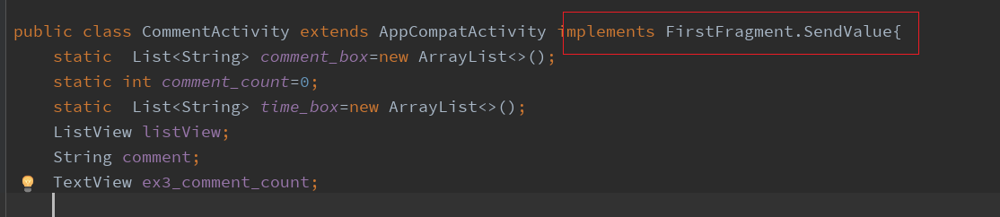 public class CommentActivity extends AppCompatActivity implements FirstFragment.SendValue{
static  List<String> comment_box=new ArrayList<>();
static int comment_count=0;
static  List<String> time_box=new ArrayList<>();
ListView listView;
String comment;
TextView ex3_comment_count;